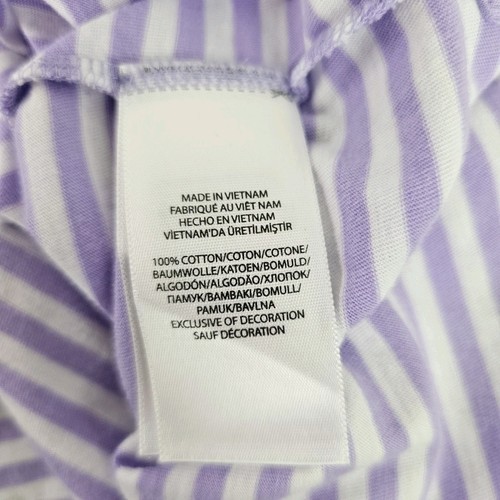 MADE IN VIETNAM
FABRIQUÉ AU VIÊT NAM
HECHO EN VIETNAM
VİETNAM'DA ÜRETİLMİŞTİR
100% COTTON/COTON/COTONE/
BAUMWOLLE/KATOEN/BOMULD/
ALGODÓN/ALGODÃO/ХЛОПОК/
ПАМУК/BAMBAKI/BOMULL/
PAMUK/BAVLNA
EXCLUSIVE OF DECORATION
SAUF DÉCORATION